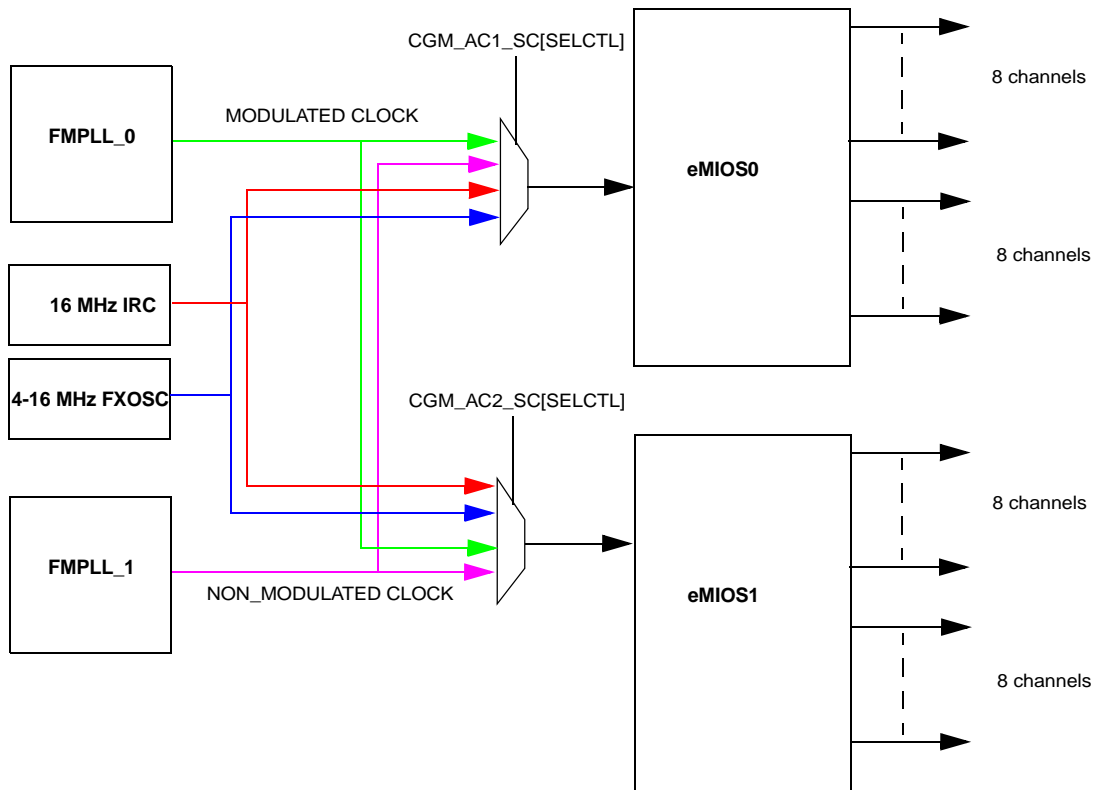 CGM_AC1_SC[SELCTL]
8 channels
MODULATED CLOCK
FMPLL_0
eMIOS0
8 channels
16 MHz IRC
4-16 MHz FXOSC
CGM_AC2_SC[SELCTL]
8 channels
FMPLL_1
NON_MODULATED CLOCK
eMIOS1
8 channels